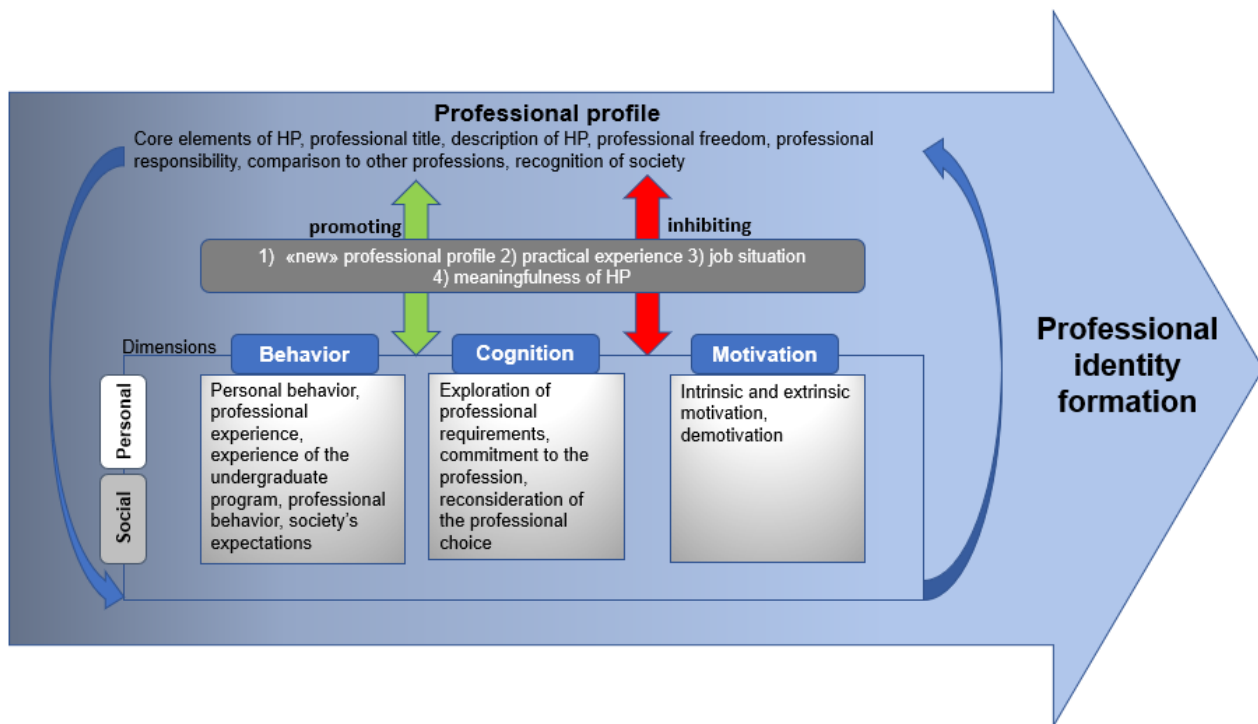 Professional profile
Core elements of HP, professional title, description of HP, professional freedom, professional
responsibility, comparison to other professions, recognition of society
promoting
inhibiting
1) «new» professional profile 2) practical experience 3) job situation
4) meaningfulness of HP
Dimensions
Behavior
Cognition
Motivation
Personal
Social
Personal behavior,
professional
experience,
experience of the
undergraduate
program, professional
behavior, society’s
expectations
Exploration of
professional
requirements,
commitment to the
profession,
reconsideration of
the professional
choice
Intrinsic and extrinsic
motivation,
demotivation
Professional
identity
formation